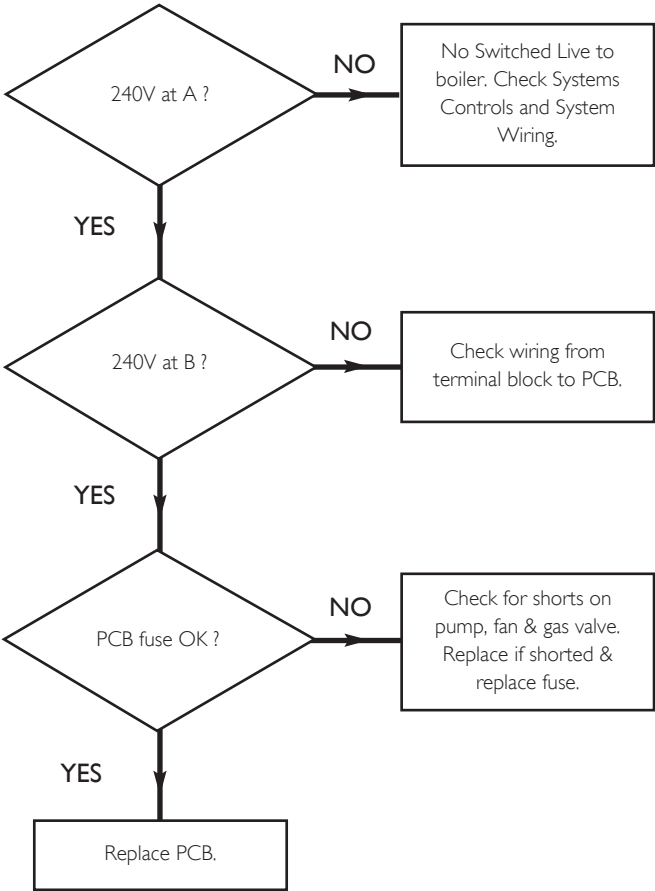 240V at A ?
NO
No Switched Live to
boiler. Check Systems
Controls and System
Wiring.
YES
240V at B ?
NO
Check wiring from
terminal block to PCB.
YES
PCB fuse OK ?
NO
Check for shorts on
pump, fan & gas valve.
Replace if shorted &
replace fuse.
YES
Replace PCB.